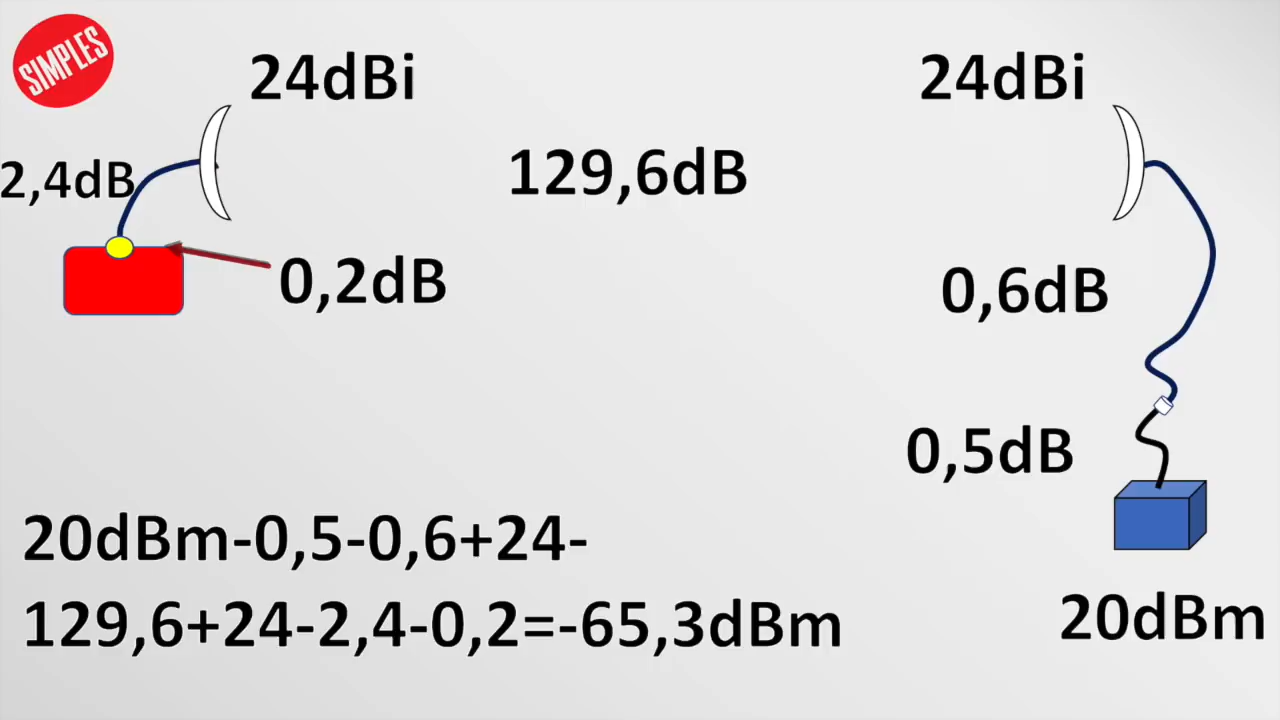 SIMPLES
24dBi
24dBi
2,4dB
129,6dB
0,2dB
0,6dB
0,5dB
20dBm-0,5-0,6+24-
129,6+24-2,4-0,2=-65,3dBm
20dBm